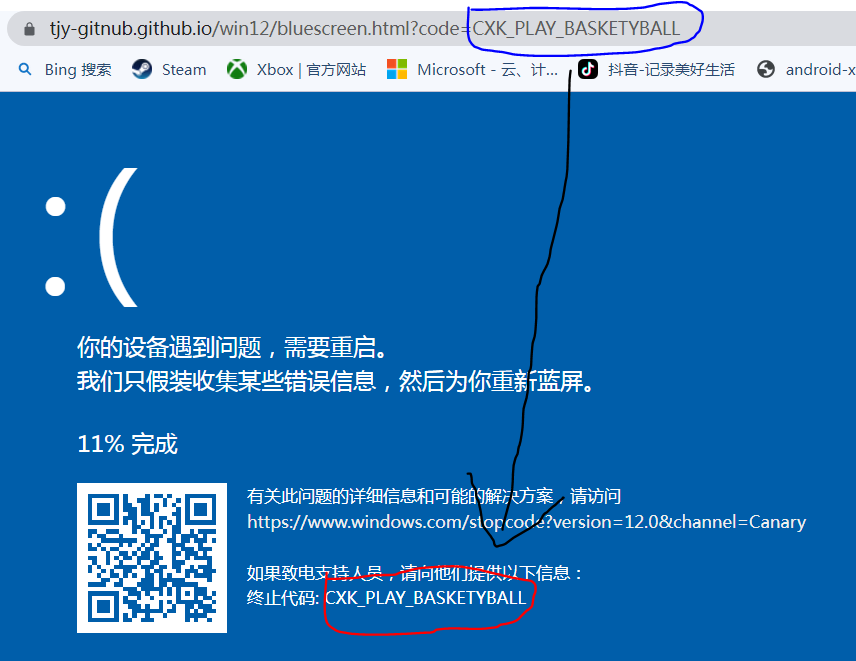 tjy-gitnub.github.io/win12/bluescreen.html?code=CXK_PLAY_BASKETYBALL
Bing 搜索 Steam Xbox | 官方网站 Microsoft - 云、计... 抖音-记录美好生活 android-x
:(
你的设备遇到问题，需要重启。
我们只假装收集某些错误信息，然后为你重新蓝屏。
11% 完成
有关此问题的详细信息和可能的解决方案，请访问
https://www.windows.com/stopcode?version=12.0&channel=Canary
如果致电支持人员，请向他们提供以下信息：
终止代码: CXK_PLAY_BASKETYBALL